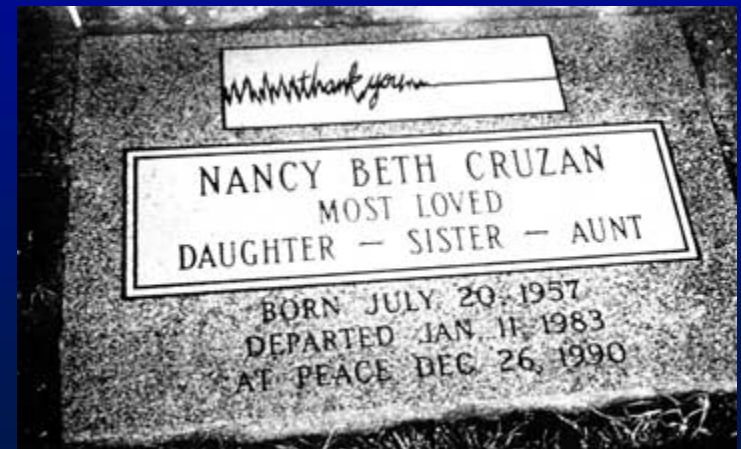 thank you
NANCY BETH CRUZAN
MOST LOVED
DAUGHTER — SISTER — AUNT
BORN JULY 20, 1957
DEPARTED JAN 11, 1983
AT PEACE DEC 26, 1990